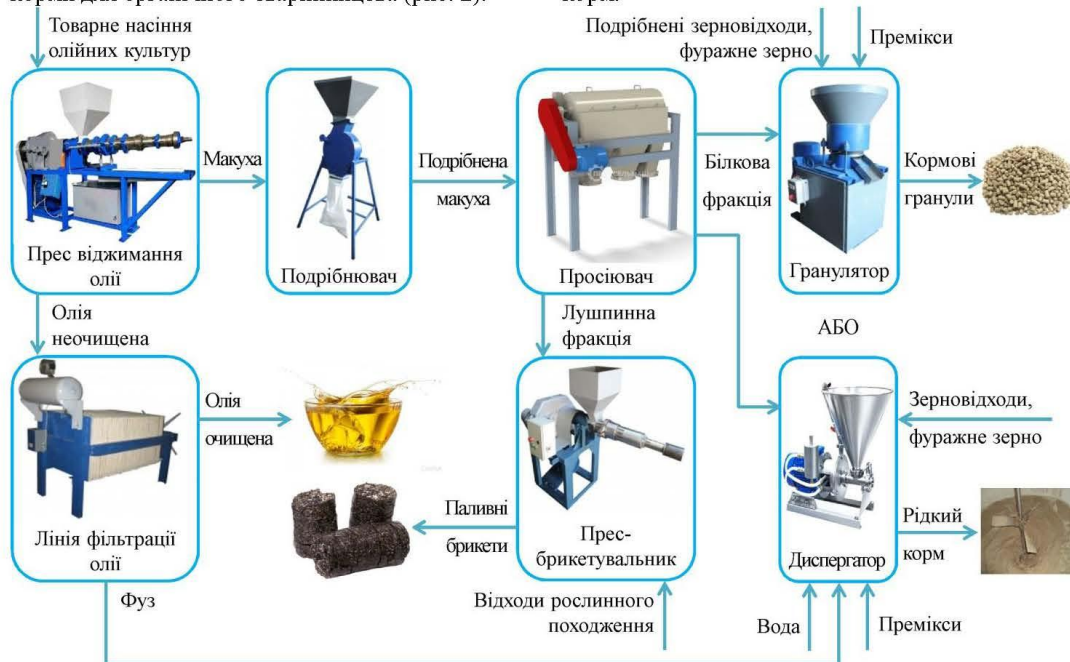 (рис. 2).
Товарне насіння
олійних культур
Подрібнені зерновідходи,
фуражне зерно
Премікси
Прес віджимання
олії
Макуха
Подрібнювач
Подрібнена
макуха
Просіювач
Білкова
фракція
Гранулятор
Кормові
гранули
Олія
неочищена
Лушпинна
фракція
АБО
Лінія фільтрації
олії
Олія
очищена
Паливні
брикети
Прес-
брикетувальник
Диспергатор
Зерновідходи,
фуражне зерно
Рідкий
корм
Фуз
Відходи рослинного
походження
Вода
Премікси